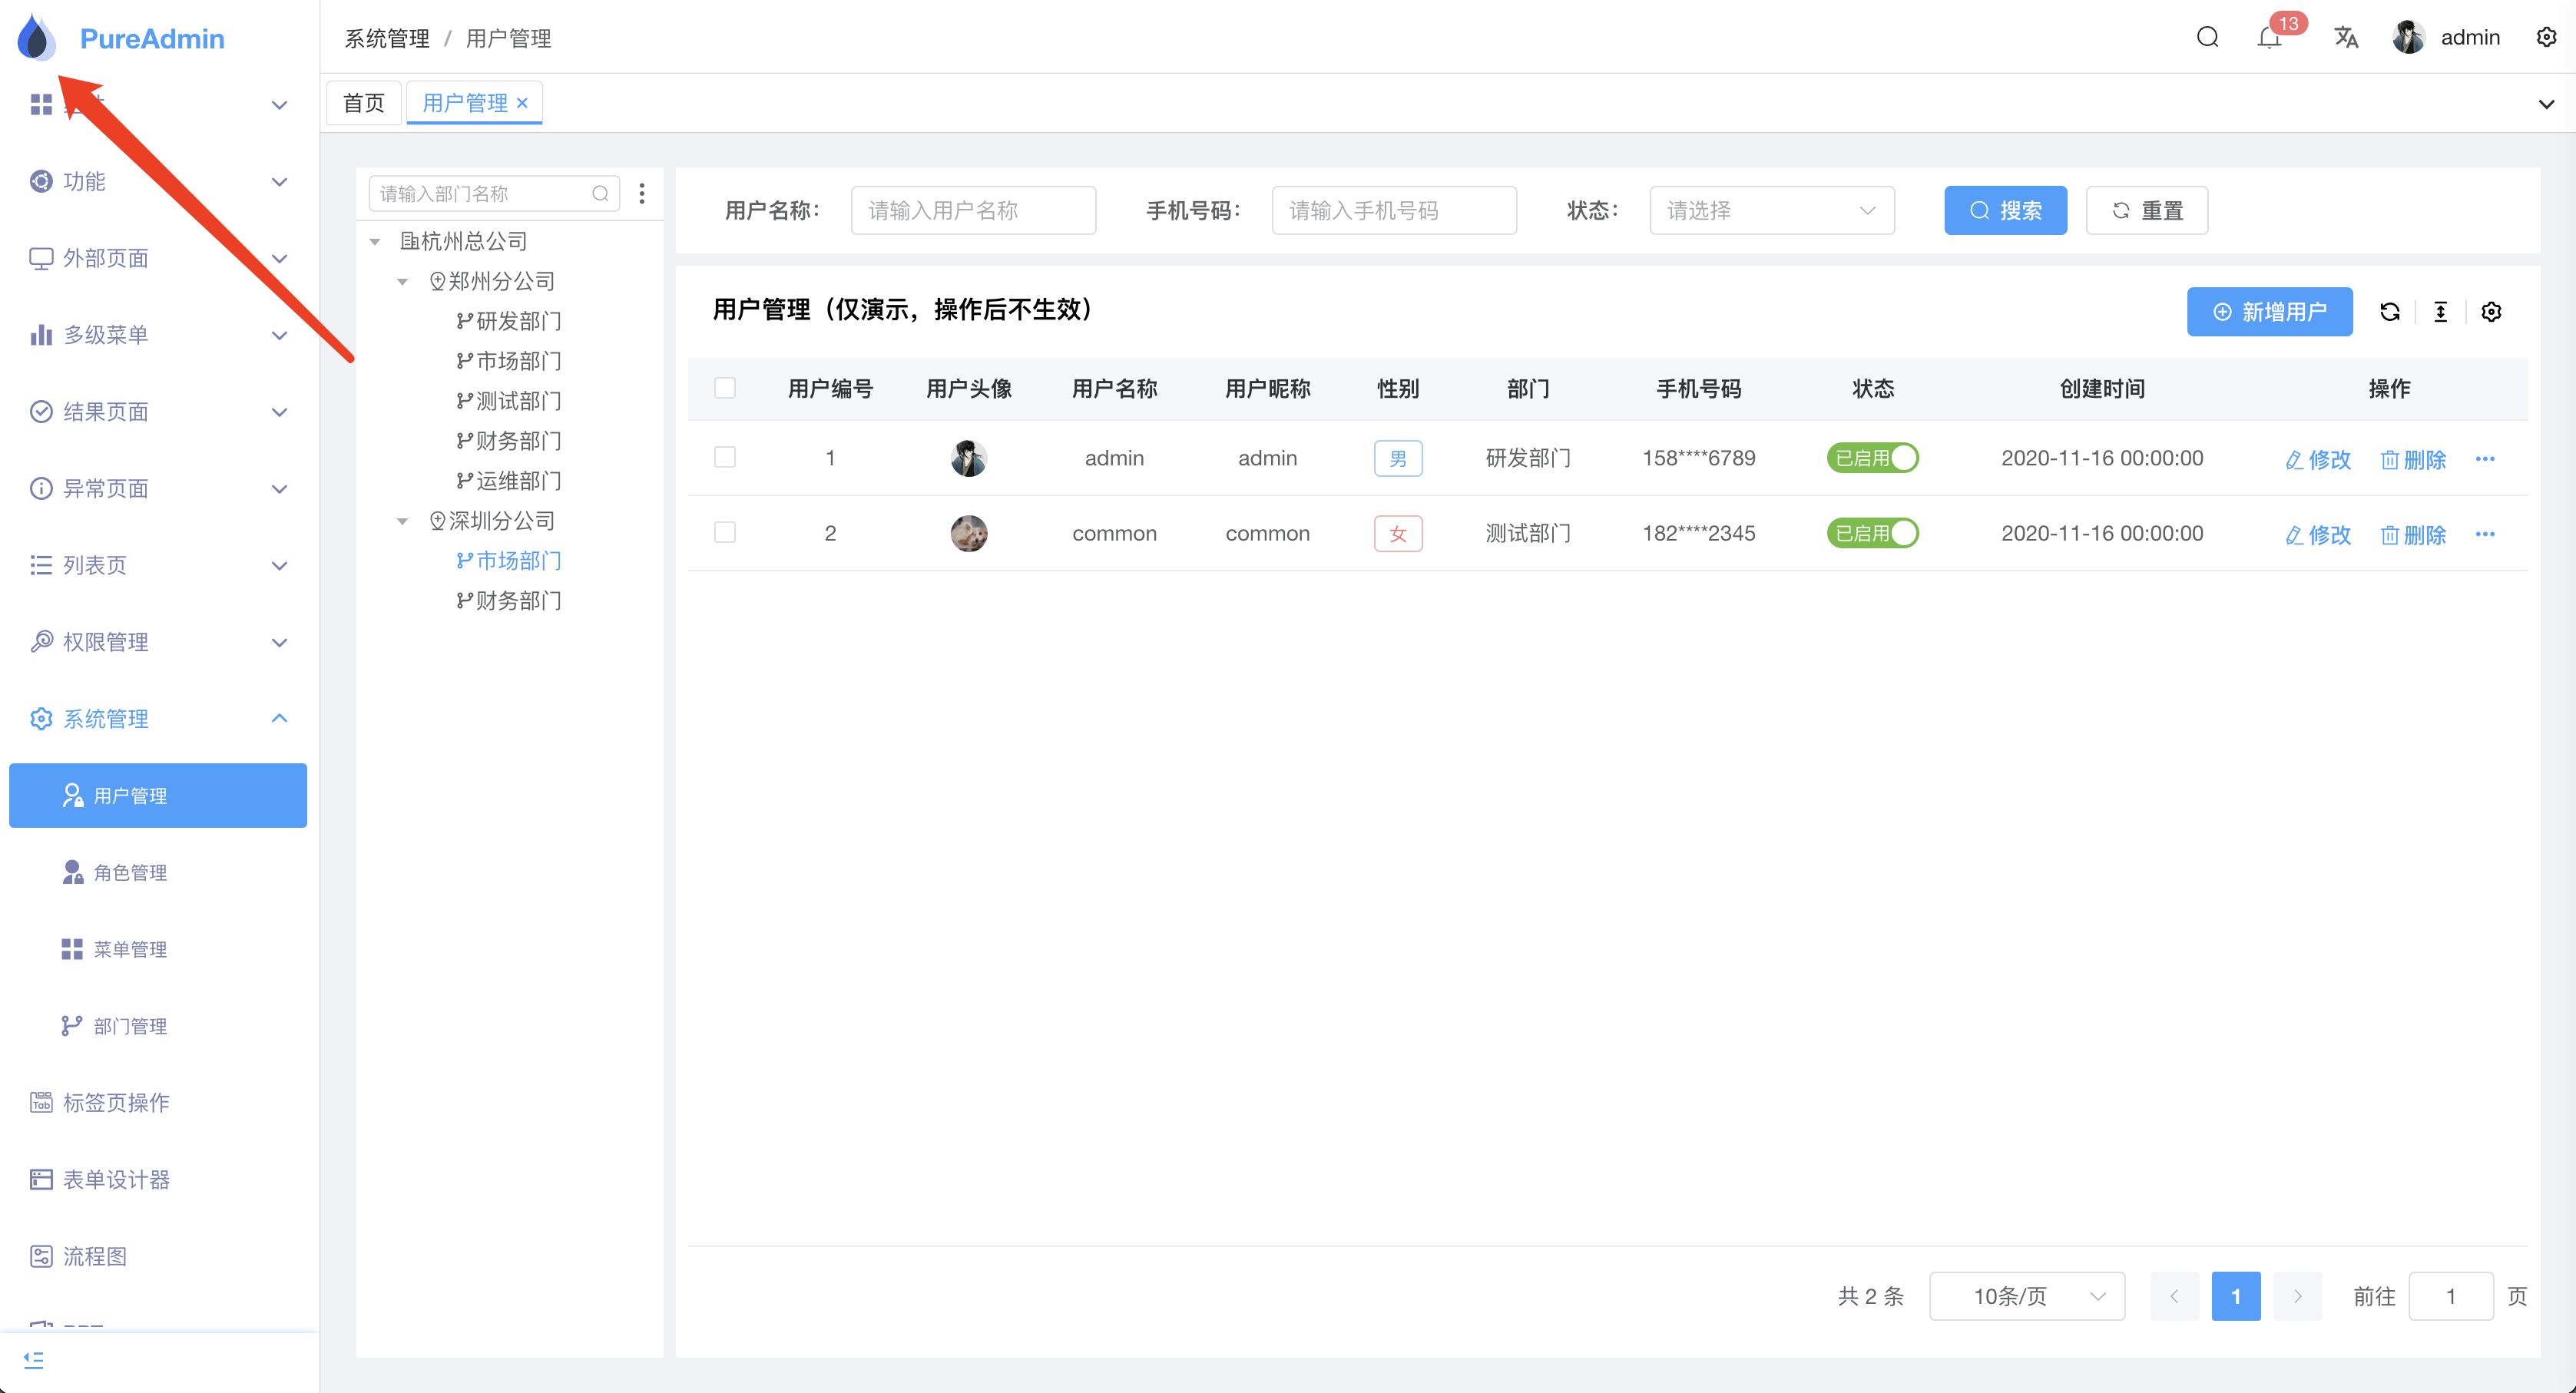 PureAdmin
功能
外部页面
多级菜单
结果页面
异常页面
列表页
权限管理
系统管理
用户管理
角色管理
菜单管理
部门管理
Tab 标签页操作
表单设计器
流程图
系统管理 / 用户管理
13
admin
首页
用户管理 ×
请输入部门名称
杭州总公司
郑州分公司
研发部门
市场部门
测试部门
财务部门
运维部门
深圳分公司
市场部门
财务部门
用户名称： 请输入用户名称 手机号码： 请输入手机号码 状态： 请选择 搜索 重置
用户管理（仅演示，操作后不生效） 新增用户
用户编号 用户头像 用户名称 用户昵称 性别 部门 手机号码 状态 创建时间 操作
1 admin admin 男 研发部门 158****6789 已启用 2020-11-16 00:00:00 修改 删除
2 common common 女 测试部门 182****2345 已启用 2020-11-16 00:00:00 修改 删除
共 2 条 10条/页 1 前往 1 页